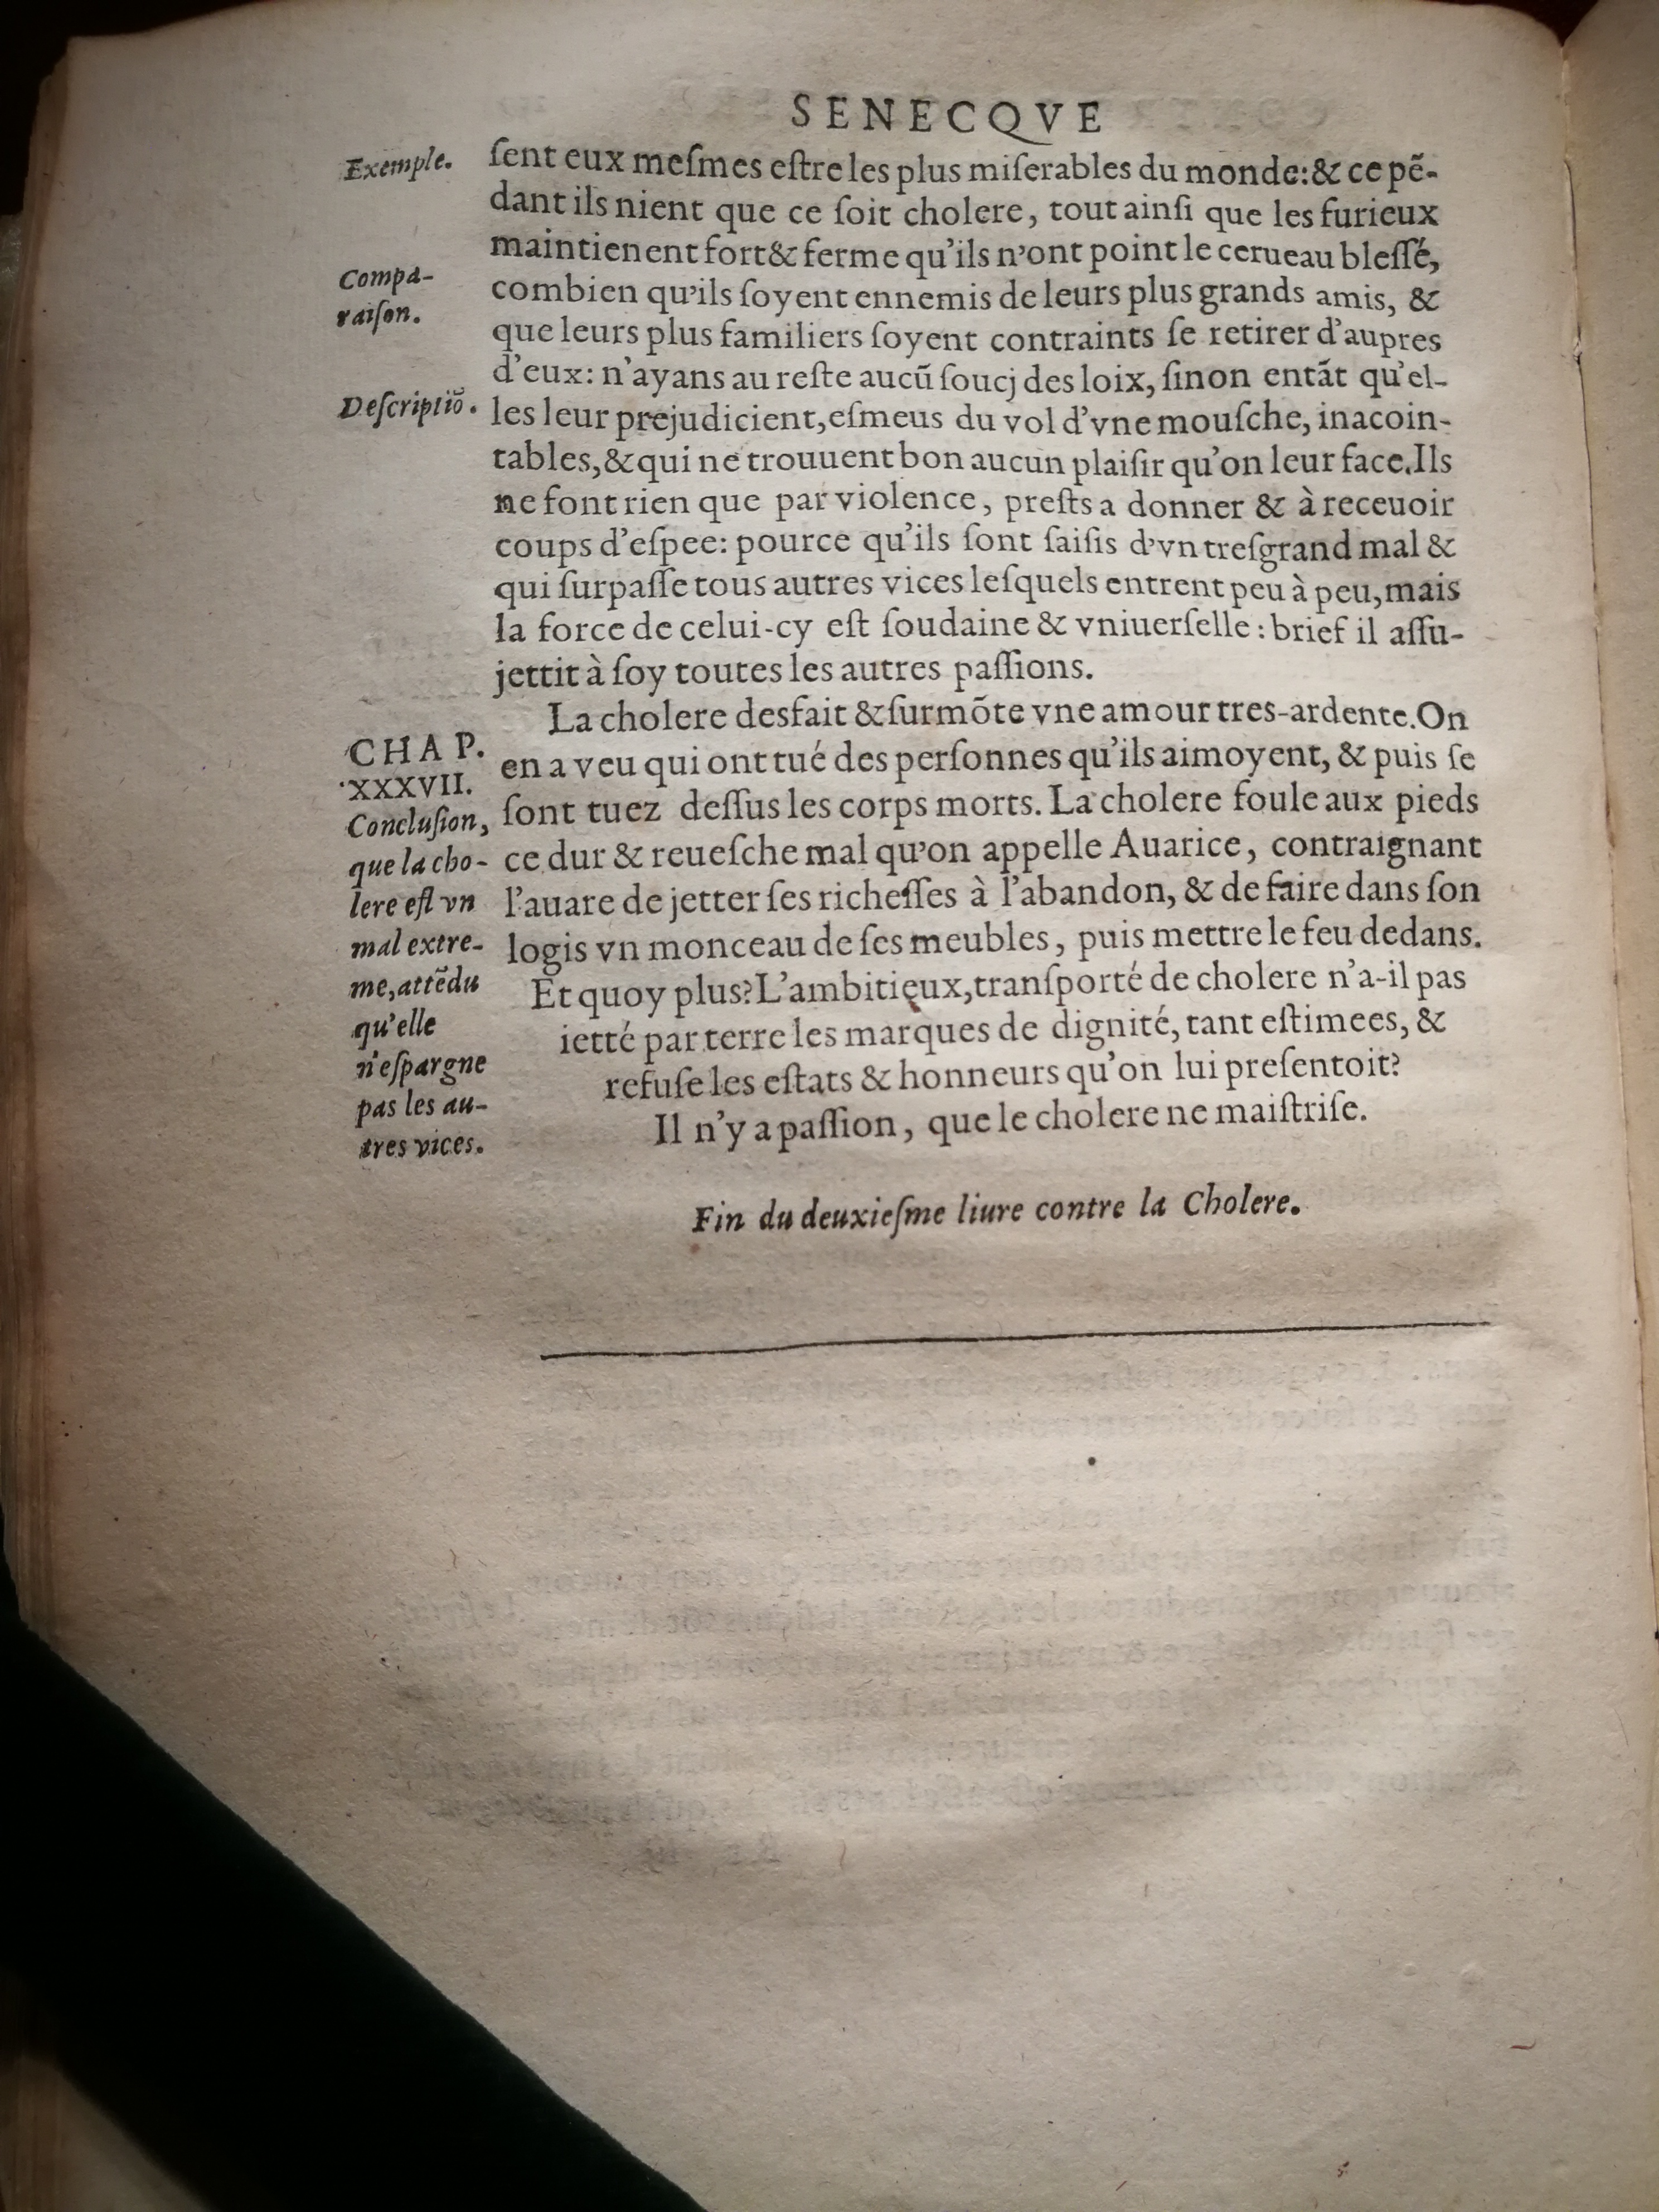 SENECQVE
Exemple.
ſent eux meſmes eſtre les plus miſerables du monde: & ce pẽ-
dant ils nient que ce ſoit cholere, tout ainſi que les furieux
maintienent fort & ferme qu'ils n'ont point le cerueau bleſſé,
Compa-
raiſon.
combien qu'ils ſoyent ennemis de leurs plus grands amis, &
que leurs plus familiers ſoyent contraints ſe retirer d'aupres
d'eux: n'ayans au reſte aucũ ſoucj des loix, ſinon entãt qu'el-
Deſcriptiõ.
les leur prejudicient, eſmeus du vol d'vne mouſche, inacoin-
tables, & qui ne trouuent bon aucun plaiſir qu'on leur face. Ils
ne font rien que par violence, preſts a donner & à receuoir
coups d'eſpee: pource qu'ils ſont ſaiſis d'vn treſgrand mal &
qui ſurpaſſe tous autres vices leſquels entrent peu à peu, mais
la force de celui-cy eſt ſoudaine & vniuerſelle: brief il aſſu-
jettit à ſoy toutes les autres paſſions.
CHAP.
XXXVII.
Concluſion,
que la cho-
lere eſt vn
mal extre-
me, attẽdu
qu'elle
n'eſpargne
pas les au-
tres vices.
La cholere desfait & ſurmõte vne amour tres-ardente. On
en a veu qui ont tué des perſonnes qu'ils aimoyent, & puis ſe
ſont tuez deſſus les corps morts. La cholere foule aux pieds
ce dur & reueſche mal qu'on appelle Auarice, contraignant
l'auare de jetter ſes richeſſes à l'abandon, & de faire dans ſon
logis vn monceau de ſes meubles, puis mettre le feu dedans.
Et quoy plus? L'ambitieux, tranſporté de cholere n'a-il pas
ietté par terre les marques de dignité, tant eſtimees, &
refuſe les eſtats & honneurs qu'on lui preſentoit?
Il n'y a paſſion, que le cholere ne maiſtriſe.
Fin du deuxieſme liure contre la Cholere.